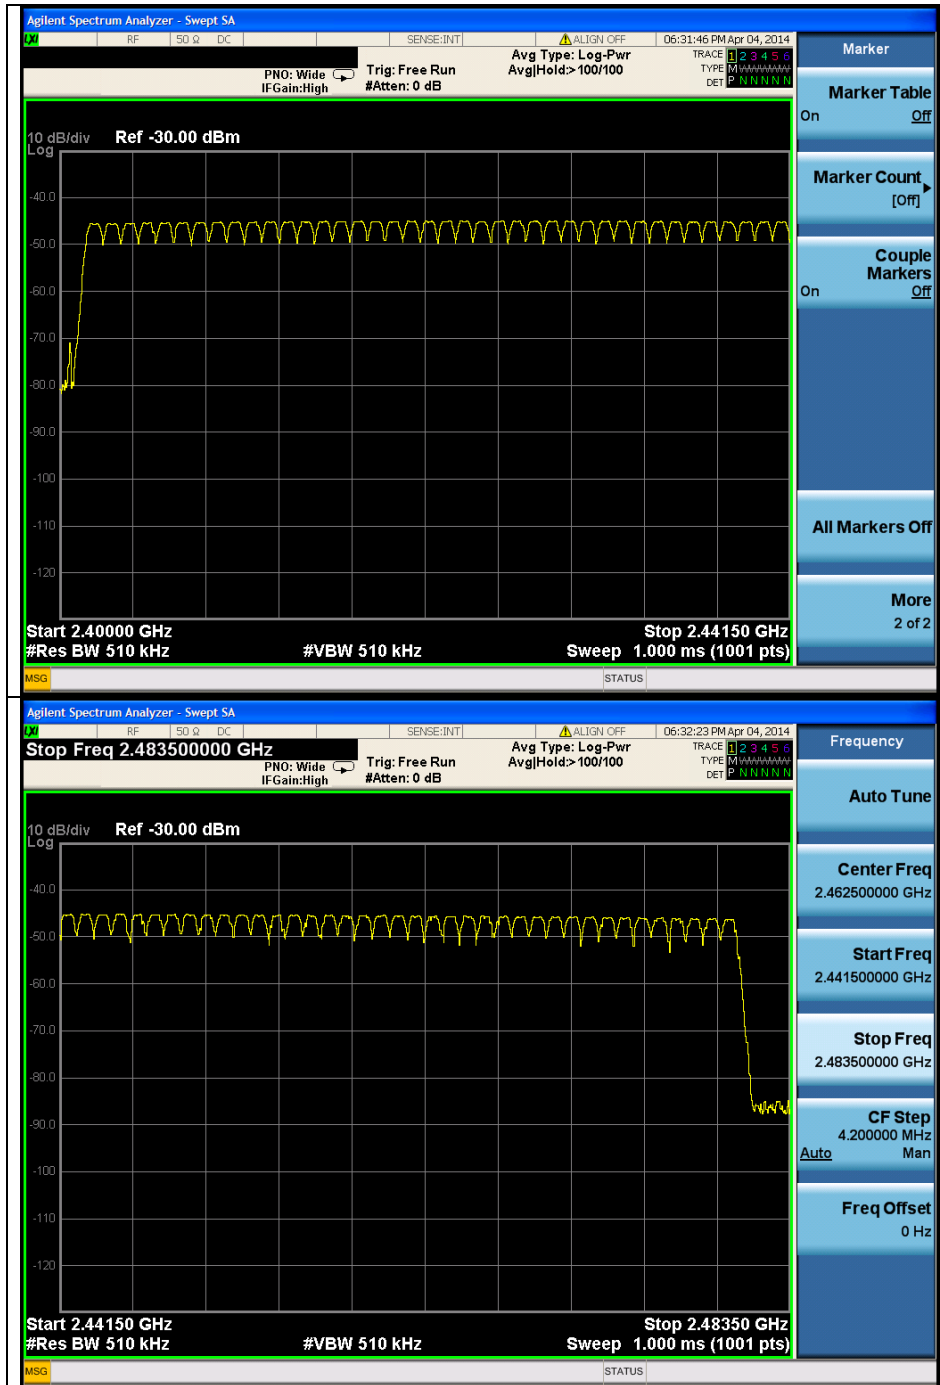 Agilent Spectrum Analyzer - Swept SA
LXI RF 50 Ω DC SENSE:INT ALIGN OFF 06:31:46 PM Apr 04, 2014
Marker
Avg Type: Log-Pwr
TRACE 1 2 3 4 5 6
PNO: Wide Trig: Free Run Avg|Hold:>100/100
TYPE M WWWWW
IFGain:High #Atten: 0 dB
DET P N N N N N
Marker Table
On Off
10 dB/div Ref -30.00 dBm
Log
Marker Count
[Off]
-40.0
-50.0
Couple
Markers
On Off
-60.0
-70.0
-80.0
-90.0
-100
-110
All Markers Off
-120
More
2 of 2
Start 2.40000 GHz Stop 2.44150 GHz
#Res BW 510 kHz #VBW 510 kHz Sweep 1.000 ms (1001 pts)
MSG STATUS
Agilent Spectrum Analyzer - Swept SA
LXI RF 50 Ω DC SENSE:INT ALIGN OFF 06:32:23 PM Apr 04, 2014
Frequency
Stop Freq 2.483500000 GHz
Avg Type: Log-Pwr
TRACE 1 2 3 4 5 6
PNO: Wide Trig: Free Run Avg|Hold:>100/100
TYPE M WWWWW
IFGain:High #Atten: 0 dB
DET P N N N N N
Auto Tune
10 dB/div Ref -30.00 dBm
Log
Center Freq
2.462500000 GHz
-40.0
-50.0
Start Freq
2.441500000 GHz
-60.0
-70.0
Stop Freq
2.483500000 GHz
-80.0
-90.0
CF Step
4.200000 MHz
Auto Man
-100
-110
Freq Offset
0 Hz
-120
Start 2.44150 GHz Stop 2.48350 GHz
#Res BW 510 kHz #VBW 510 kHz Sweep 1.000 ms (1001 pts)
MSG STATUS